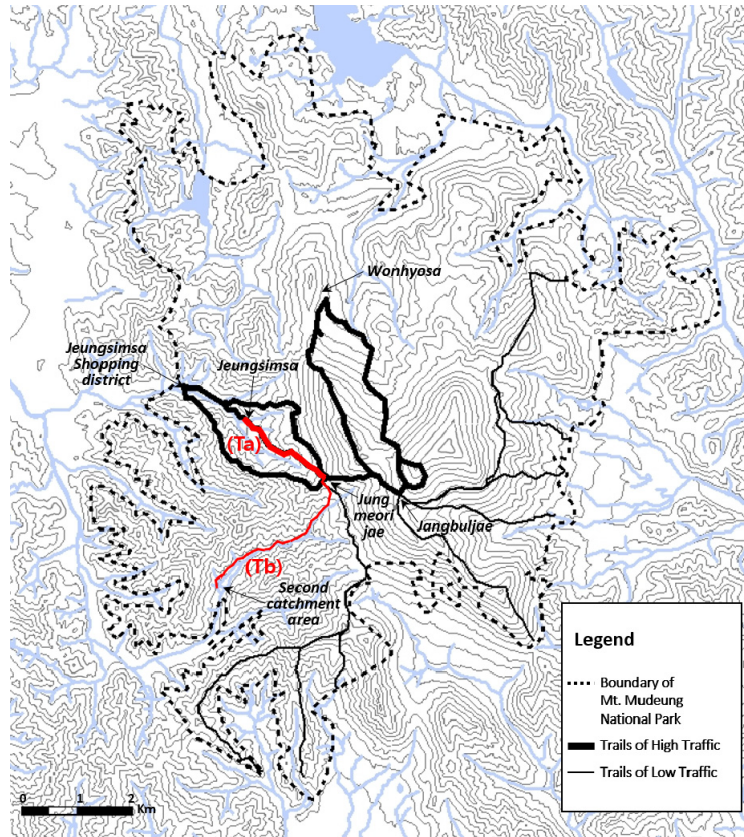 Wonhyosa
Jeungsimsa
Shopping
district
Jeungsimsa
(Ta)
Jung
meori
jae
Jangbuljae
(Tb)
Second
catchment
area
Legend
Boundary of
Mt. Mudeung
National Park
Trails of High Traffic
Trails of Low Traffic
0 1 2
Km